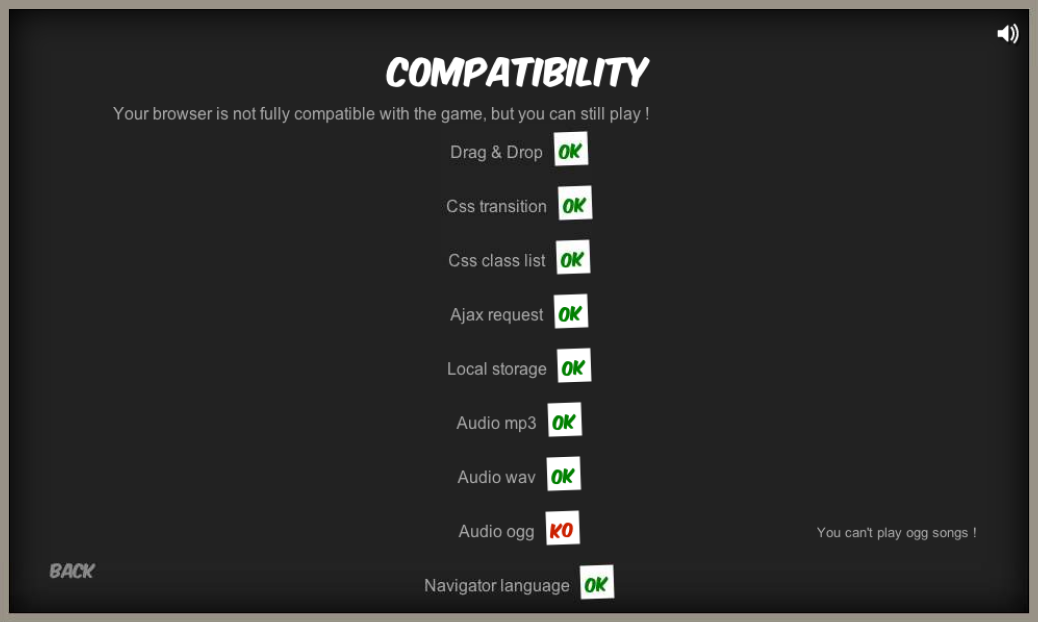 COMPATIBILITY
Your browser is not fully compatible with the game, but you can still play !
Drag & Drop OK
Css transition OK
Css class list OK
Ajax request OK
Local storage OK
Audio mp3 OK
Audio wav OK
Audio ogg KO You can't play ogg songs !
BACK
Navigator language OK